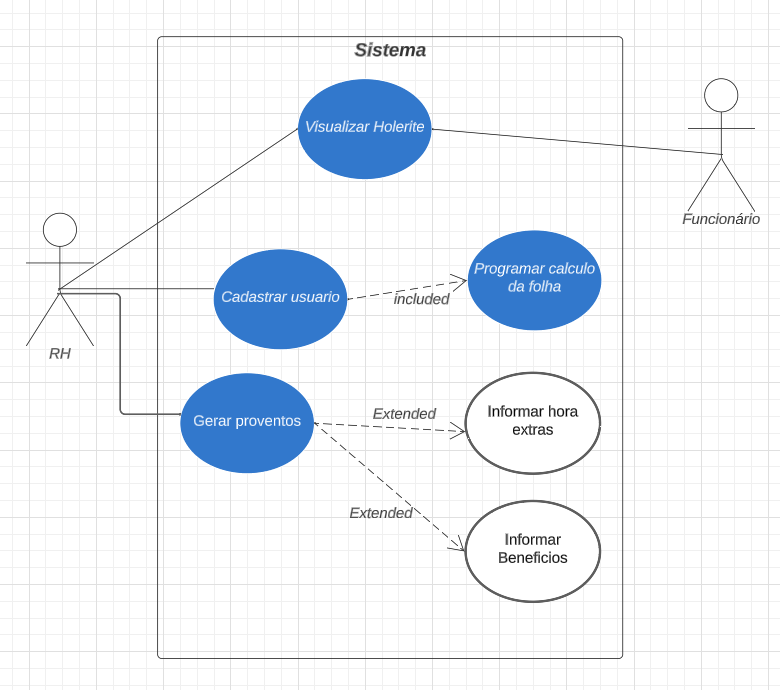 Sistema
Visualizar Holerite
Funcionário
Programar calculo
da folha
Cadastrar usuario
included
RH
Gerar proventos
Extended
Informar hora
extras
Extended
Informar
Beneficios